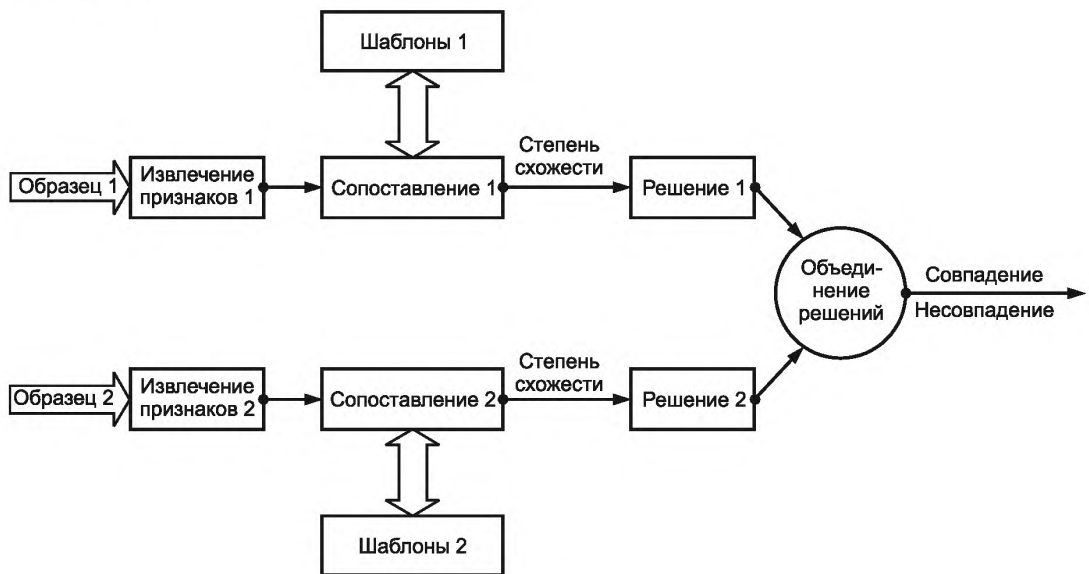 Шаблоны 1
Степень
схожести
Образец 1
Извлечение
признаков 1
Сопоставление 1
Решение 1
Объеди-
нение
решений
Совпадение
Несовпадение
Степень
схожести
Образец 2
Извлечение
признаков 2
Сопоставление 2
Решение 2
Шаблоны 2